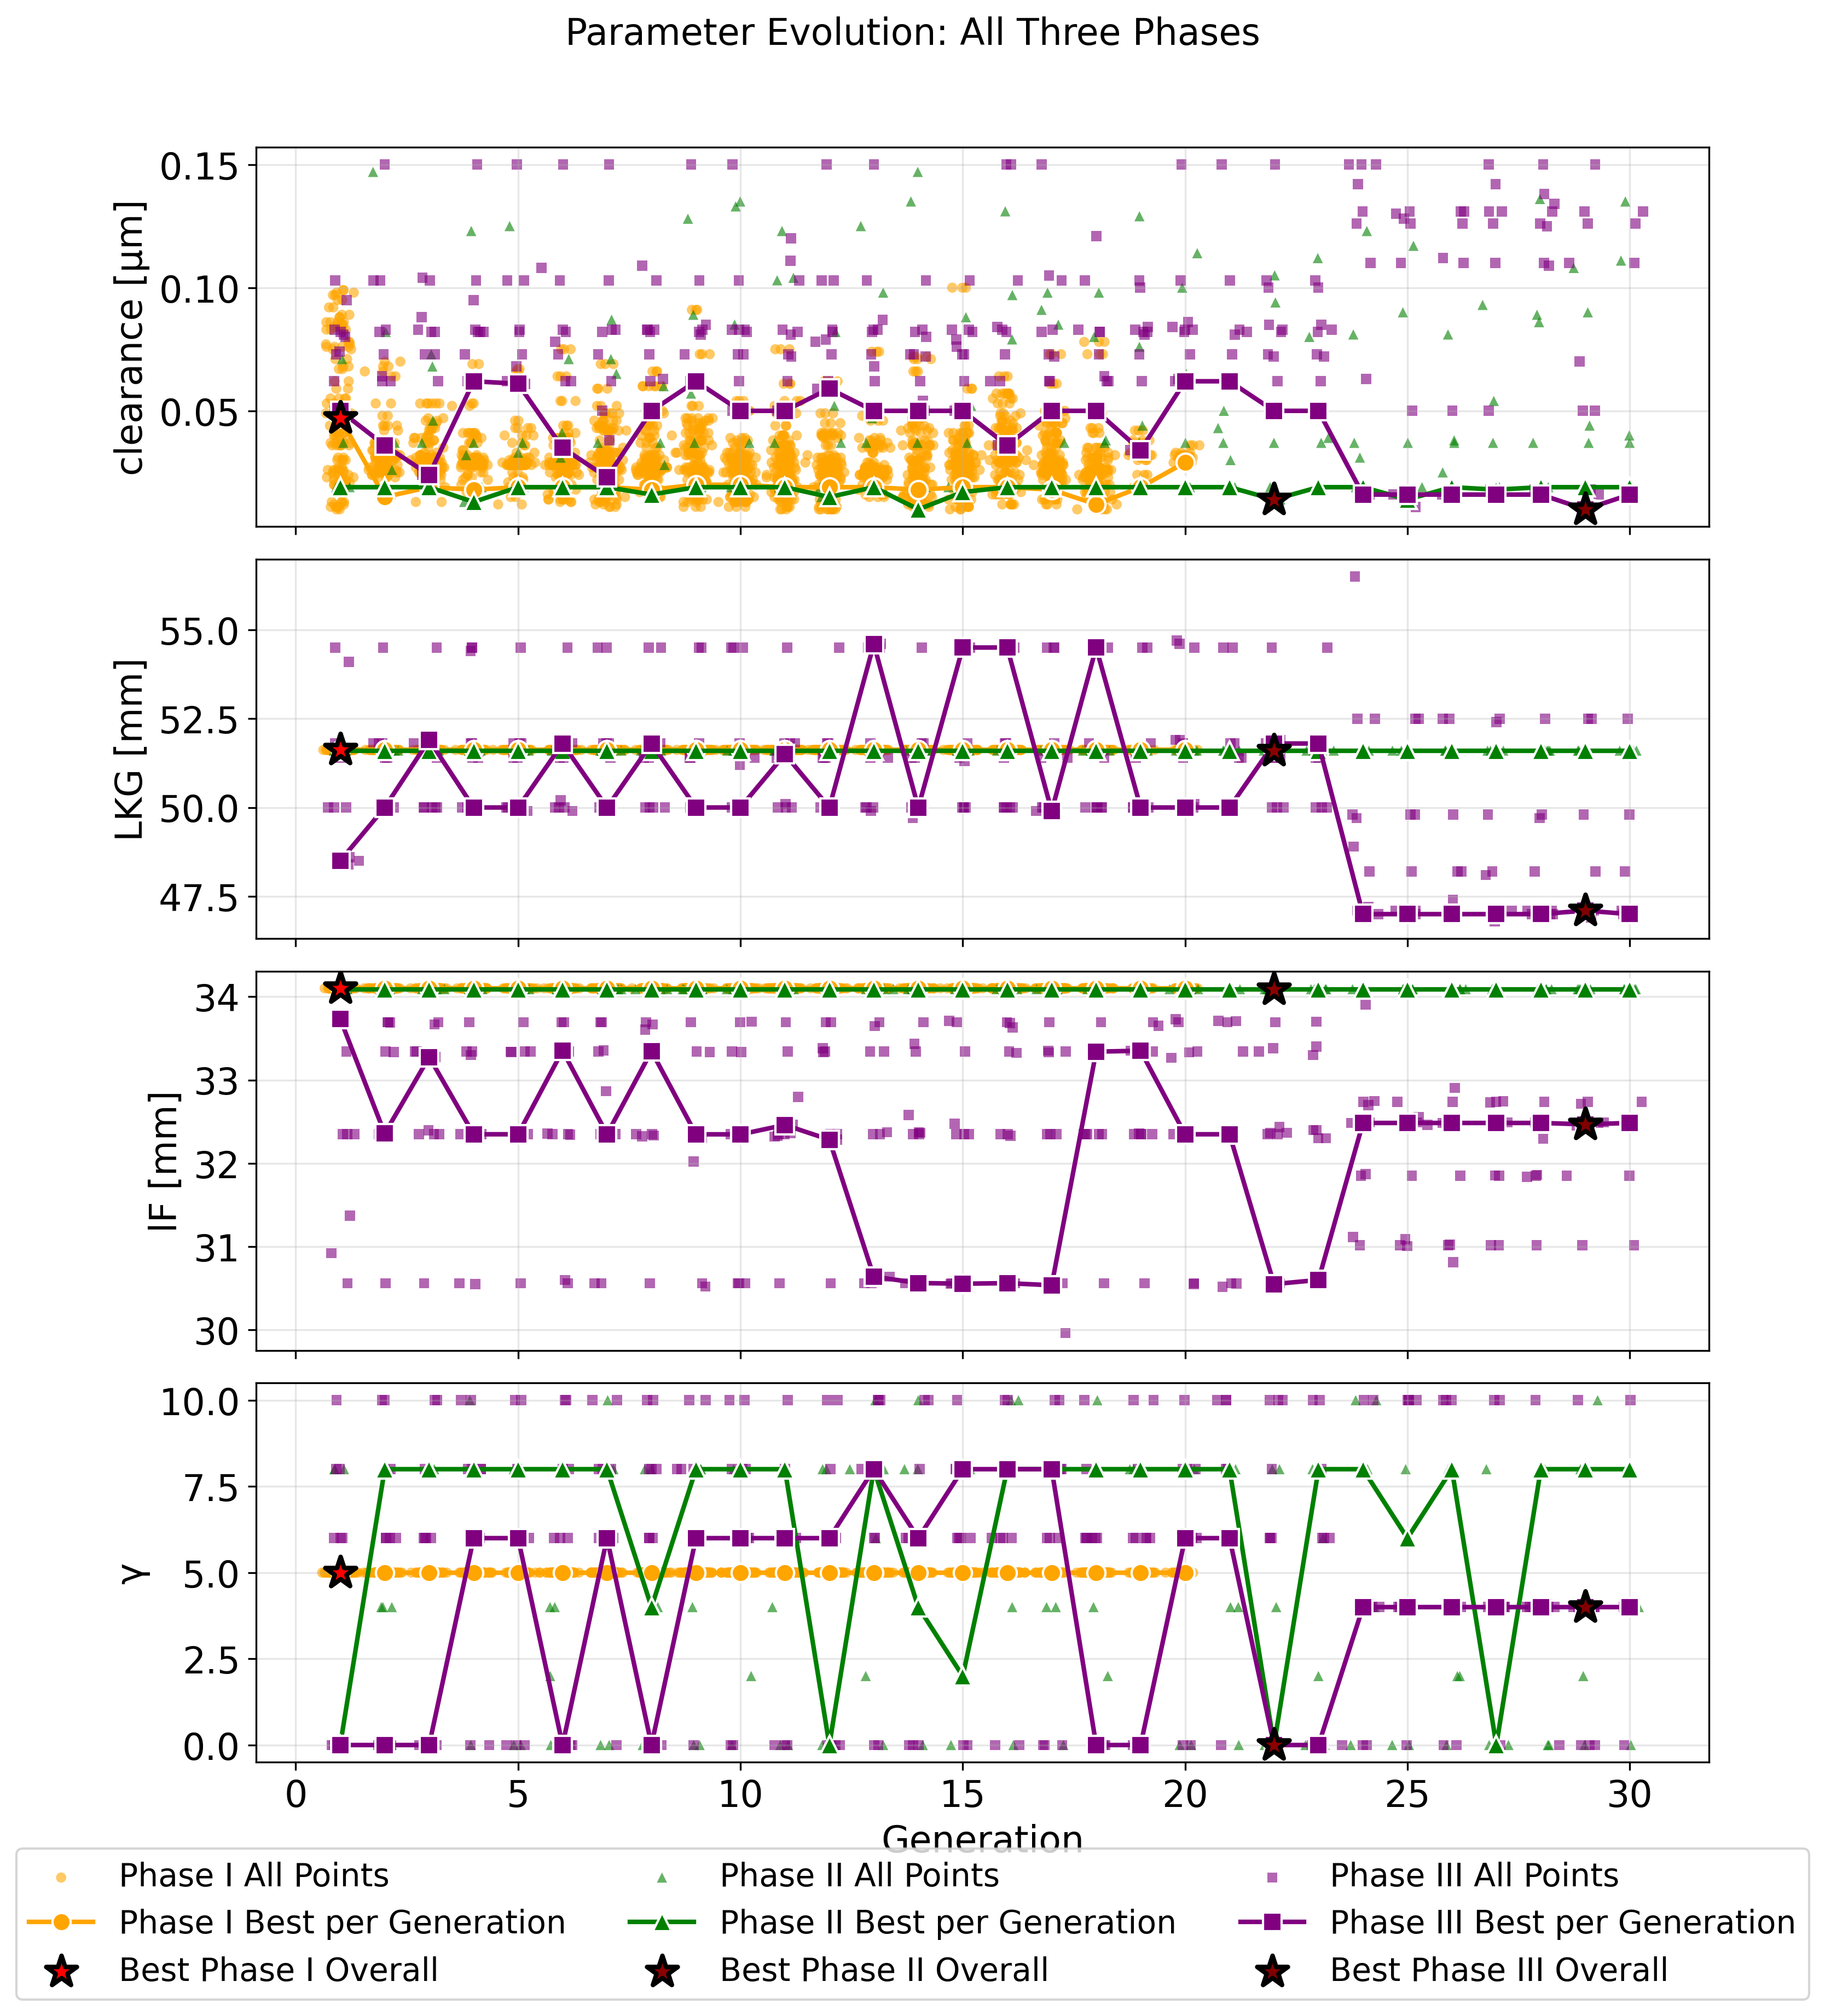 Parameter Evolution: All Three Phases
0.15
0.10
0.05
clearance [µm]
55.0
52.5
50.0
47.5
LKG [mm]
34
33
32
31
30
lF [mm]
10.0
7.5
5.0
2.5
0.0
γ
0 5 10 15 20 25 30
Generation
Phase I All Points
Phase I Best per Generation
Best Phase I Overall
Phase II All Points
Phase II Best per Generation
Best Phase II Overall
Phase III All Points
Phase III Best per Generation
Best Phase III Overall